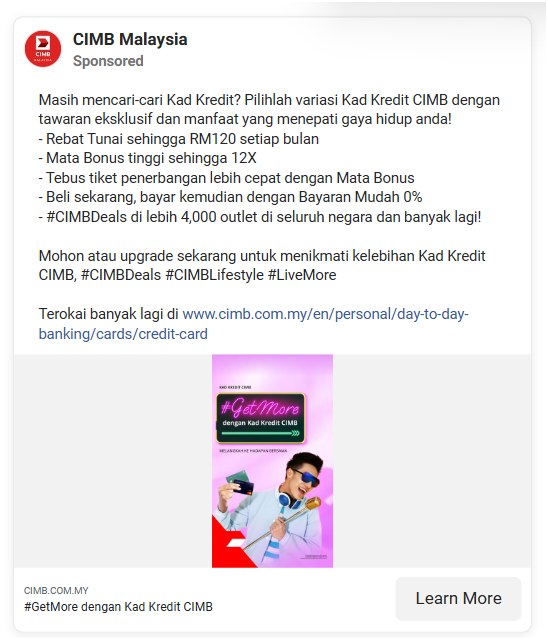 CIMB
CIMB Malaysia
Sponsored
Masih mencari-cari Kad Kredit? Pilihlah variasi Kad Kredit CIMB dengan
tawaran eksklusif dan manfaat yang menepati gaya hidup anda!
- Rebat Tunai sehingga RM120 setiap bulan
- Mata Bonus tinggi sehingga 12X
- Tebus tiket penerbangan lebih cepat dengan Mata Bonus
- Beli sekarang, bayar kemudian dengan Bayaran Mudah 0%
- #CIMBDeals di lebih 4,000 outlet di seluruh negara dan banyak lagi!
Mohon atau upgrade sekarang untuk menikmati kelebihan Kad Kredit
CIMB, #CIMBDeals #CIMBLifestyle #LiveMore
Terokai banyak lagi di www.cimb.com.my/en/personal/day-to-day-
banking/cards/credit-card
KAD KREDIT CIMB
#GetMore
dengan Kad Kredit CIMB
MELANGKAH KE HADAPAN BERSAMA
CIMB.COM.MY
#GetMore dengan Kad Kredit CIMB
Learn More